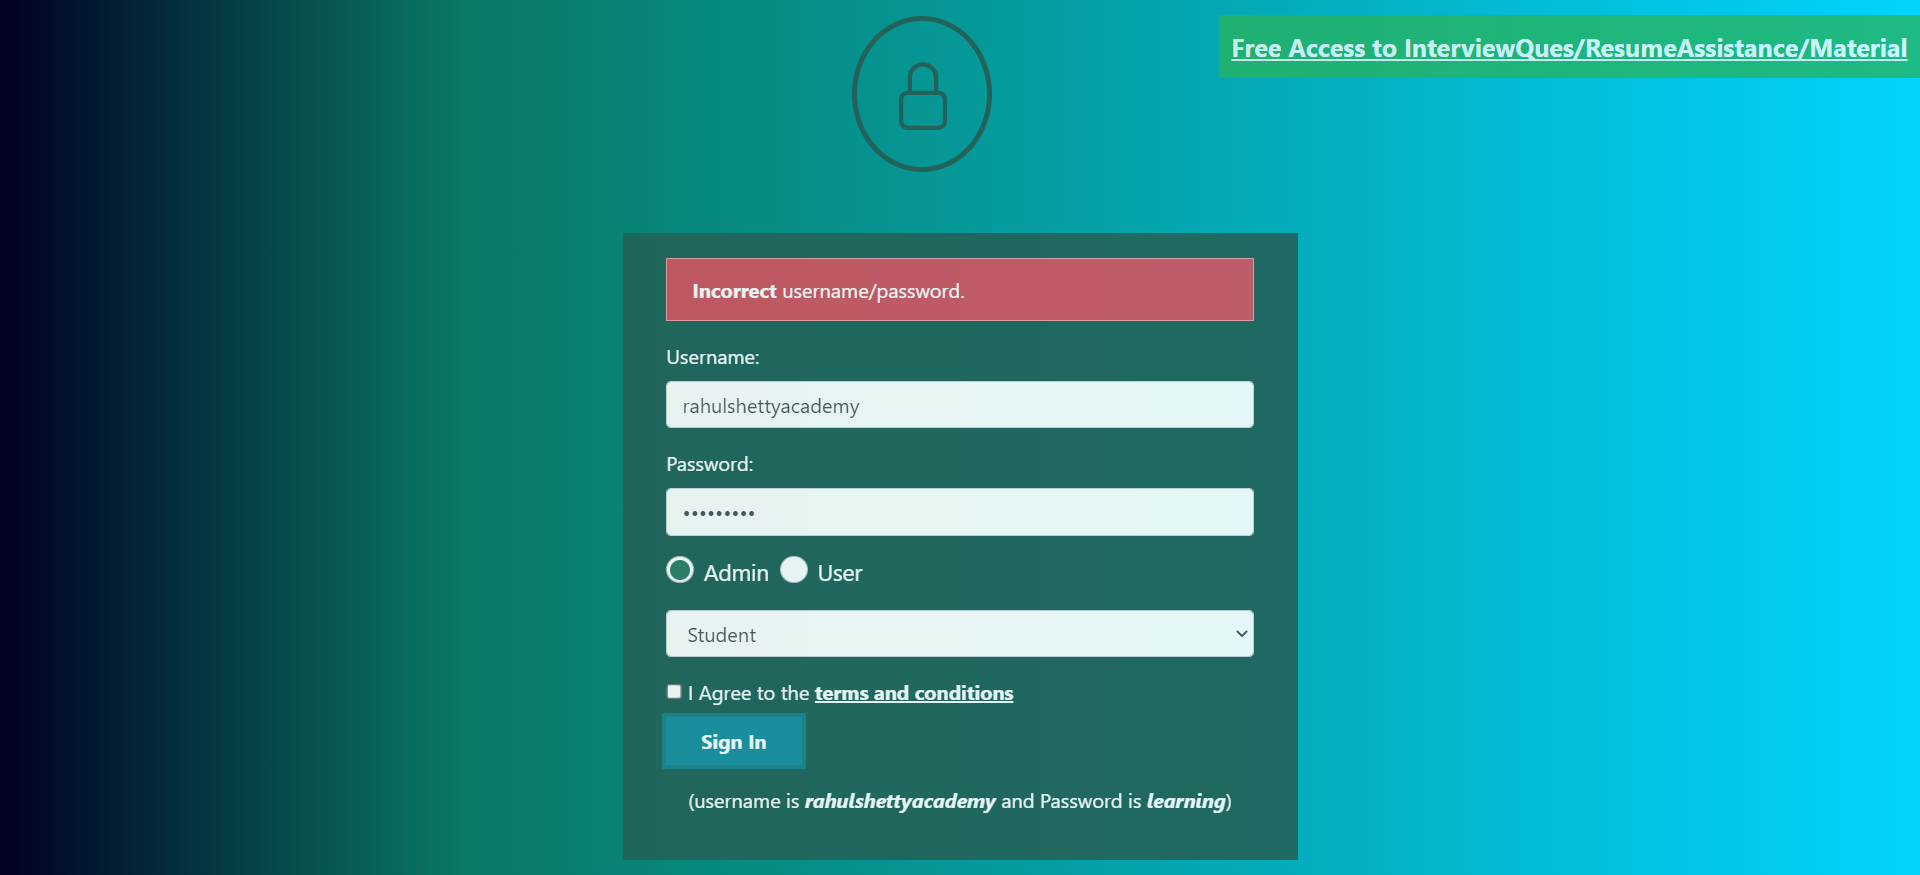 Free Access to InterviewQues/ResumeAssistance/Material
Incorrect username/password.
Username:
rahulshettyacademy
Password:
•••••••••
Admin User
Student
I Agree to the terms and conditions
Sign In
(username is rahulshettyacademy and Password is learning)